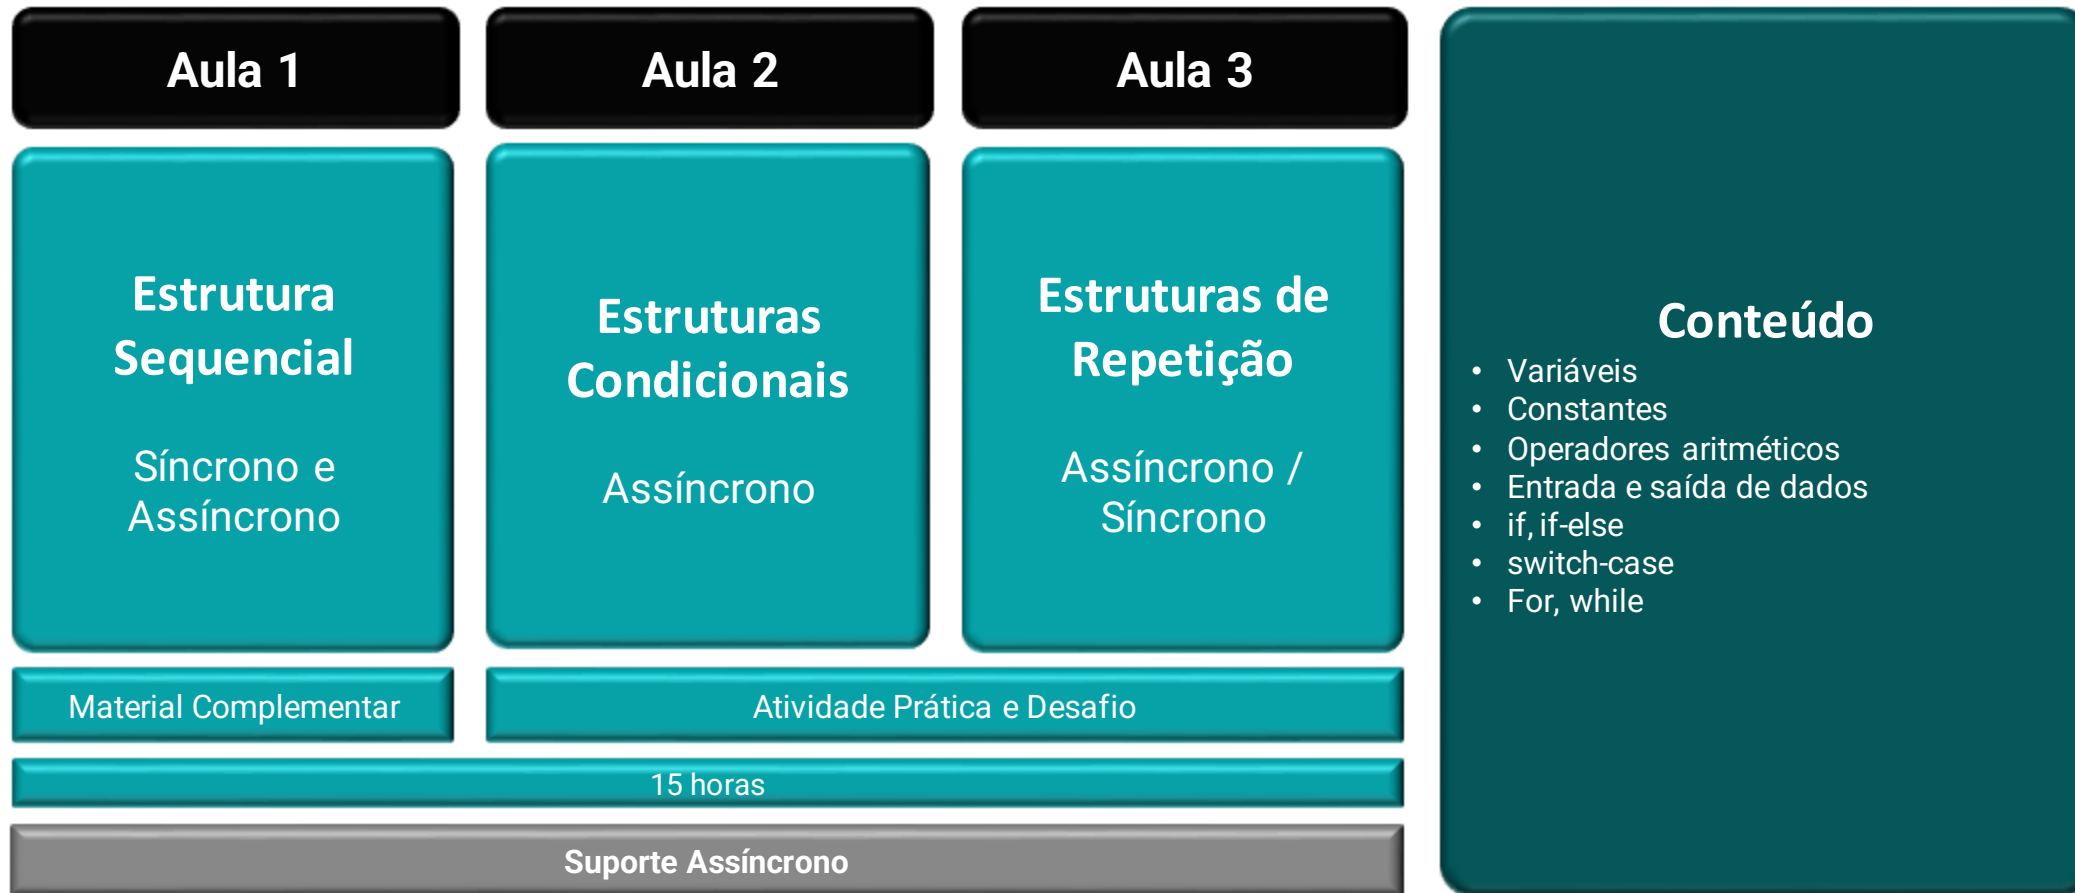 Aula 1
Aula 2
Aula 3
Estrutura
Sequencial
Síncrono e
Assíncrono
Estruturas
Condicionais
Assíncrono
Estruturas de
Repetição
Assíncrono /
Síncrono
Material Complementar
Atividade Prática e Desafio
15 horas
Suporte Assíncrono
Conteúdo
• Variáveis
• Constantes
• Operadores aritméticos
• Entrada e saída de dados
• if, if-else
• switch-case
• For, while